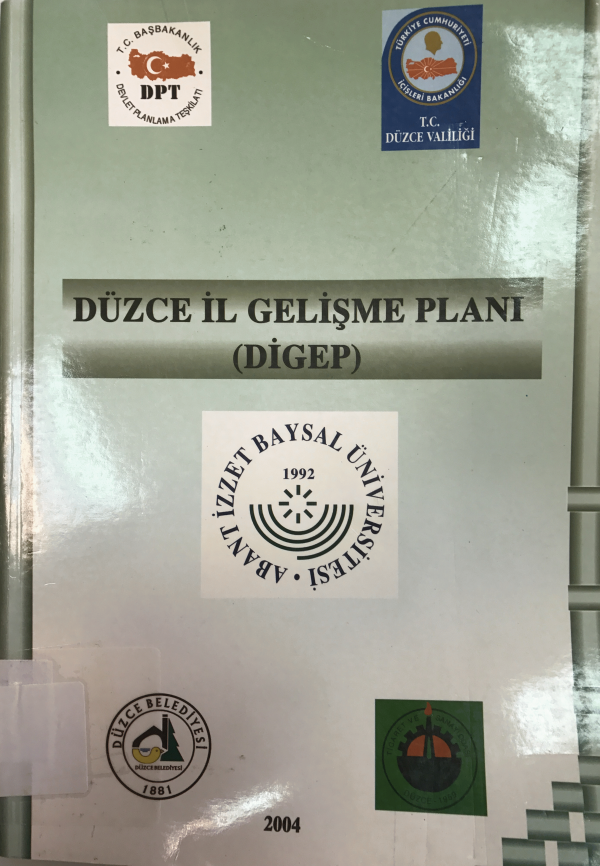 T.C. BAŞBAKANLIK
DPT
DEVLET PLANLAMA TEŞKİLATI
TÜRKİYE CUMHURİYETİ
İÇİŞLERİ BAKANLIĞI
T.C.
DÜZCE VALİLİĞİ
DÜZCE İL GELİŞME PLANI
(DİGEP)
ABANT İZZET BAYSAL ÜNİVERSİTESİ
1992
DÜZCE BELEDİYESİ
DÜZCE BELEDİYESİ
1881
2004